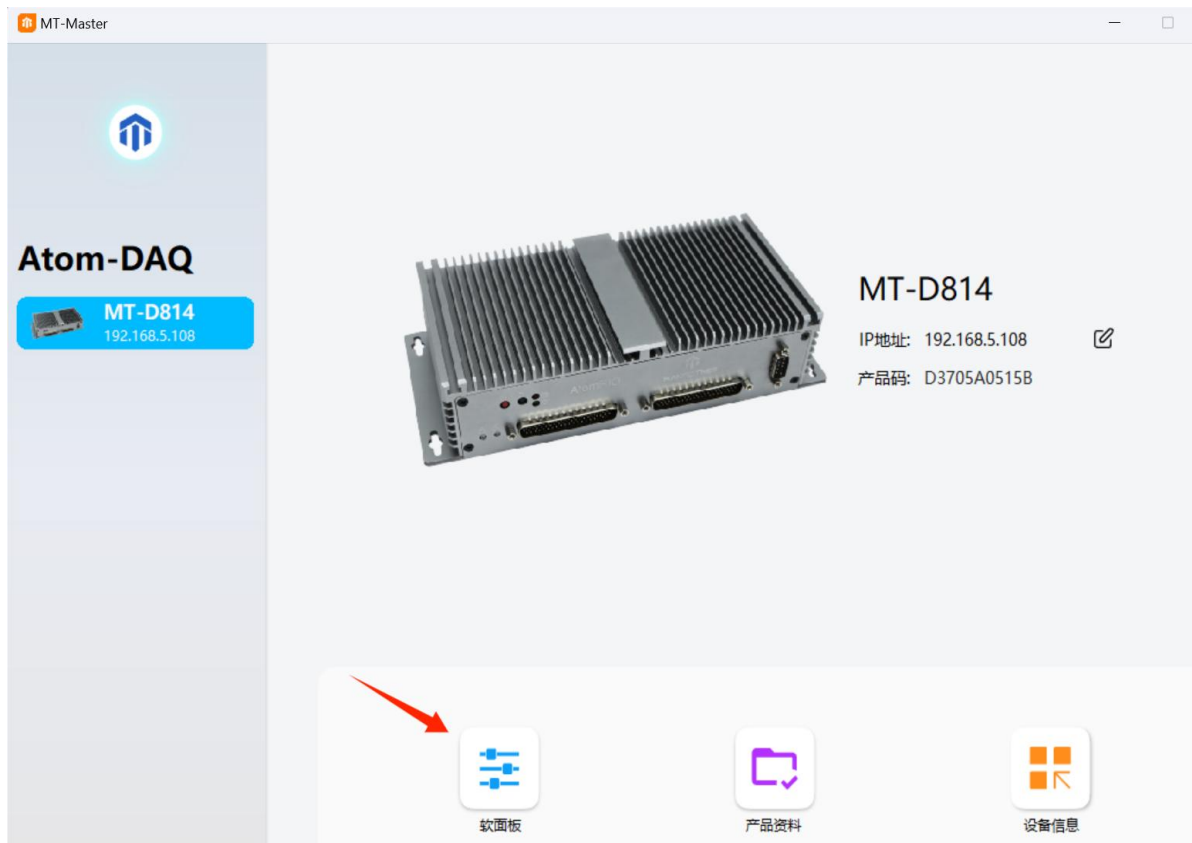 MT-Master
Atom-DAQ
MT-D814
192.168.5.108
MT-D814
IP地址: 192.168.5.108
产品码: D3705A0515B
软面板
产品资料
设备信息